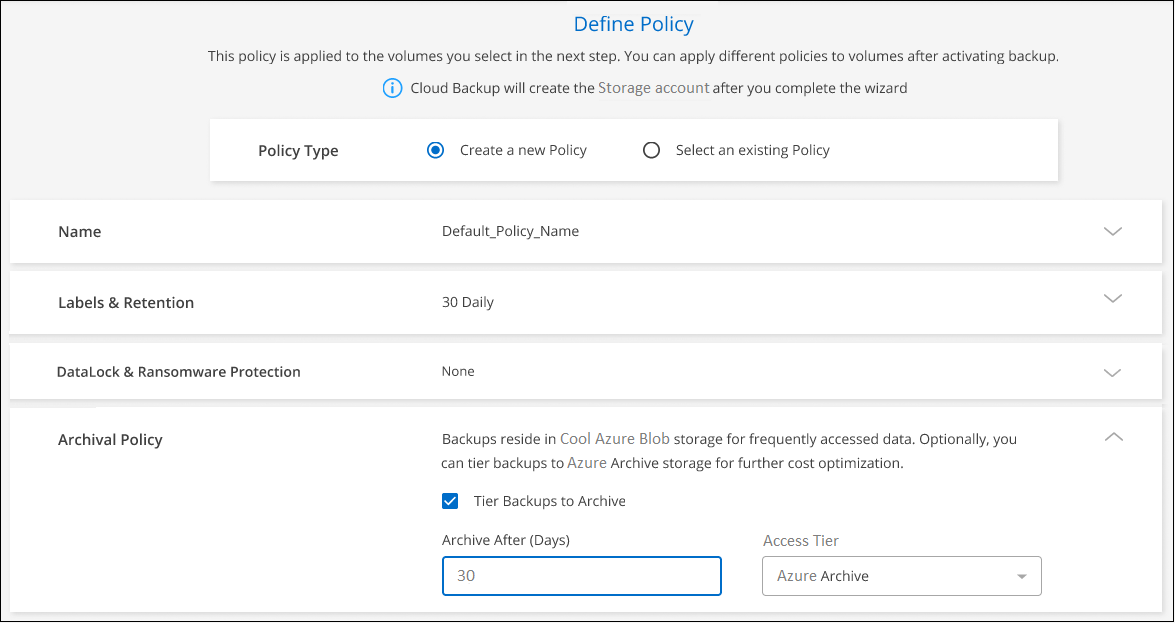 Define Policy
This policy is applied to the volumes you select in the next step. You can apply different policies to volumes after activating backup.
Cloud Backup will create the Storage account after you complete the wizard
Policy Type
Create a new Policy
Select an existing Policy
Name
Default_Policy_Name
Labels & Retention
30 Daily
DataLock & Ransomware Protection
None
Archival Policy
Backups reside in Cool Azure Blob storage for frequently accessed data. Optionally, you
can tier backups to Azure Archive storage for further cost optimization.
Tier Backups to Archive
Archive After (Days)
Access Tier
30
Azure Archive